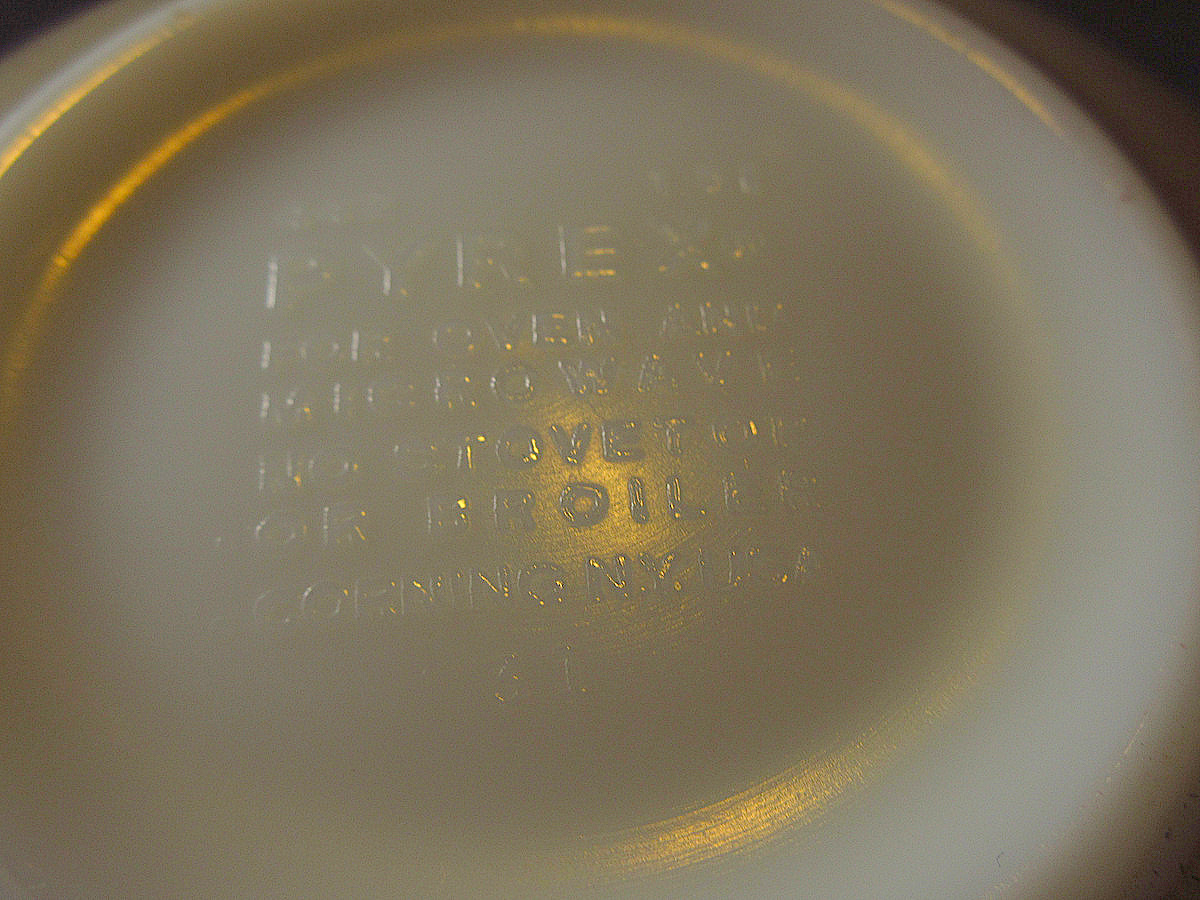 PYREX
FOR OVEN AND
MICROWAVE
NO STOVETOP
OR BROILER
CORNING NY, USA